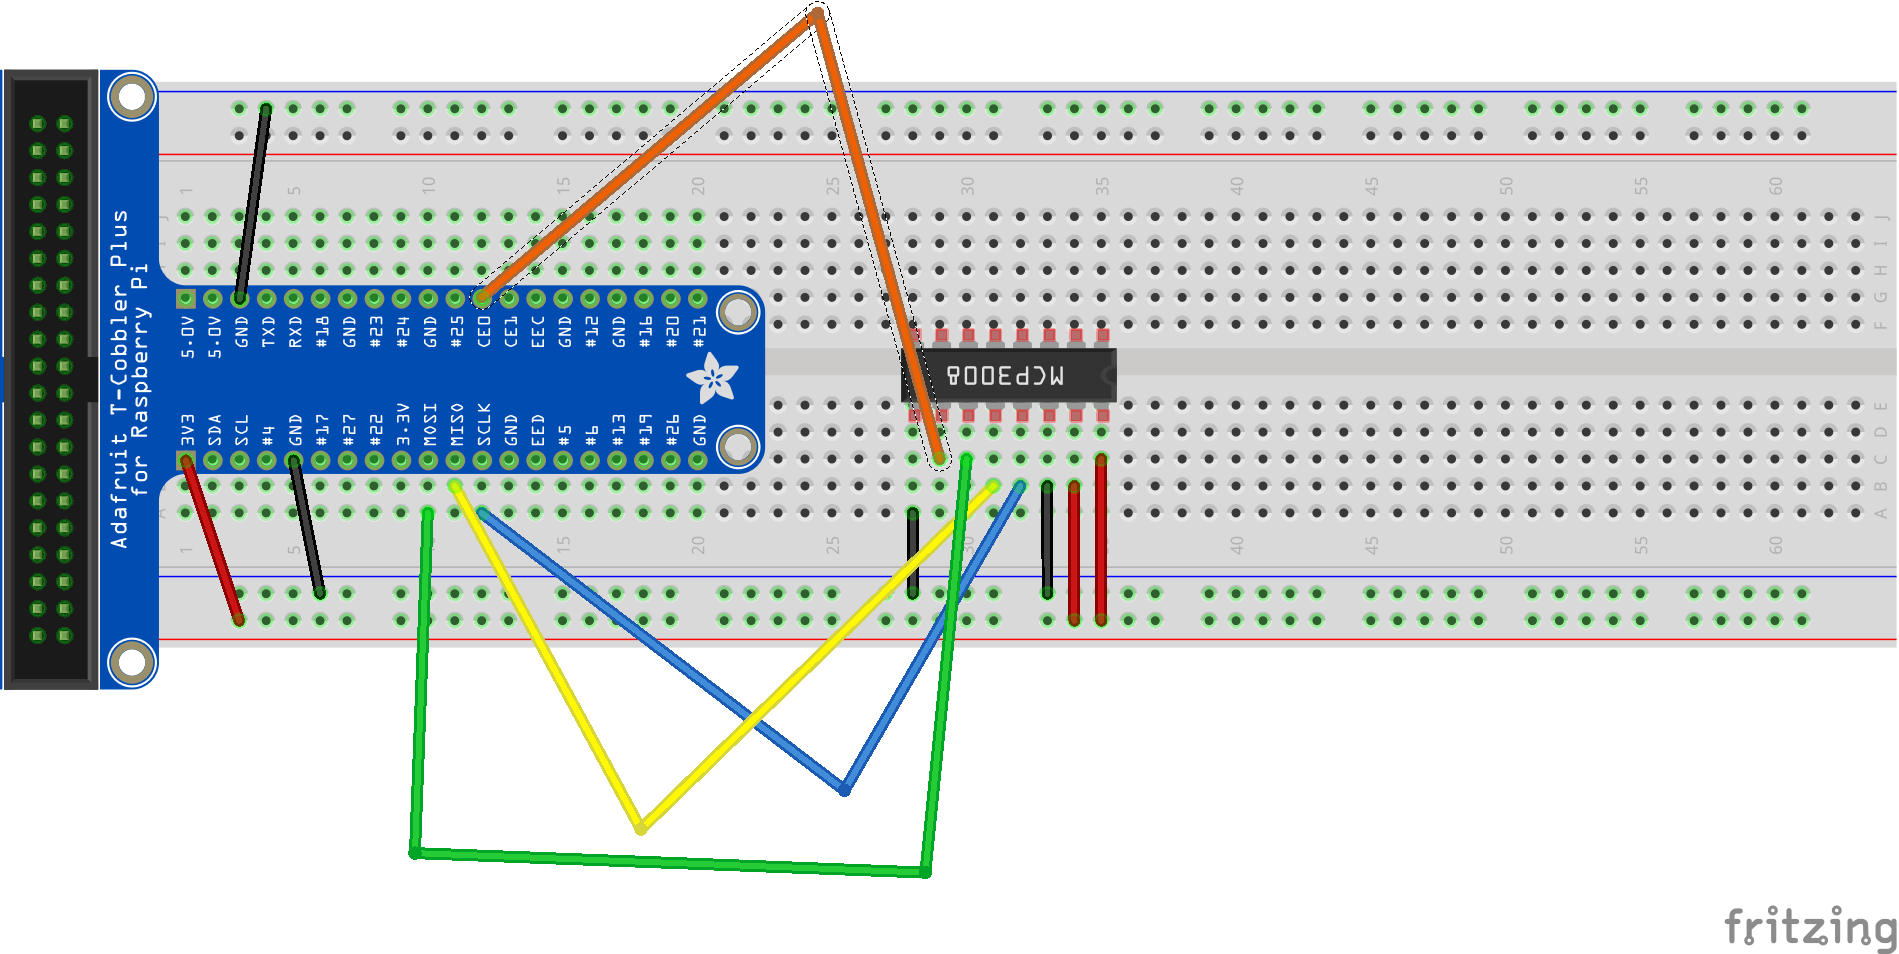 Adafruit T-Cobbler Plus
for Raspberry Pi
1 5 10 15 20 25 30 35 40 45 50 55 60
J
I
H
G
F
5.0V 5.0V GND TXD RXD #18 GND #23 #24 GND #25 CE0 CE1 EEC GND #12 GND #16 #20 #21
MCP3008
3V3 SDA SCL #4 GND #17 #27 #22 3.3V MOSI MISO SCLK GND EED #5 #6 #13 #19 #26 GND
E
D
C
B
A
1 5 15 20 25 30 35 40 45 50 55 60
fritzing